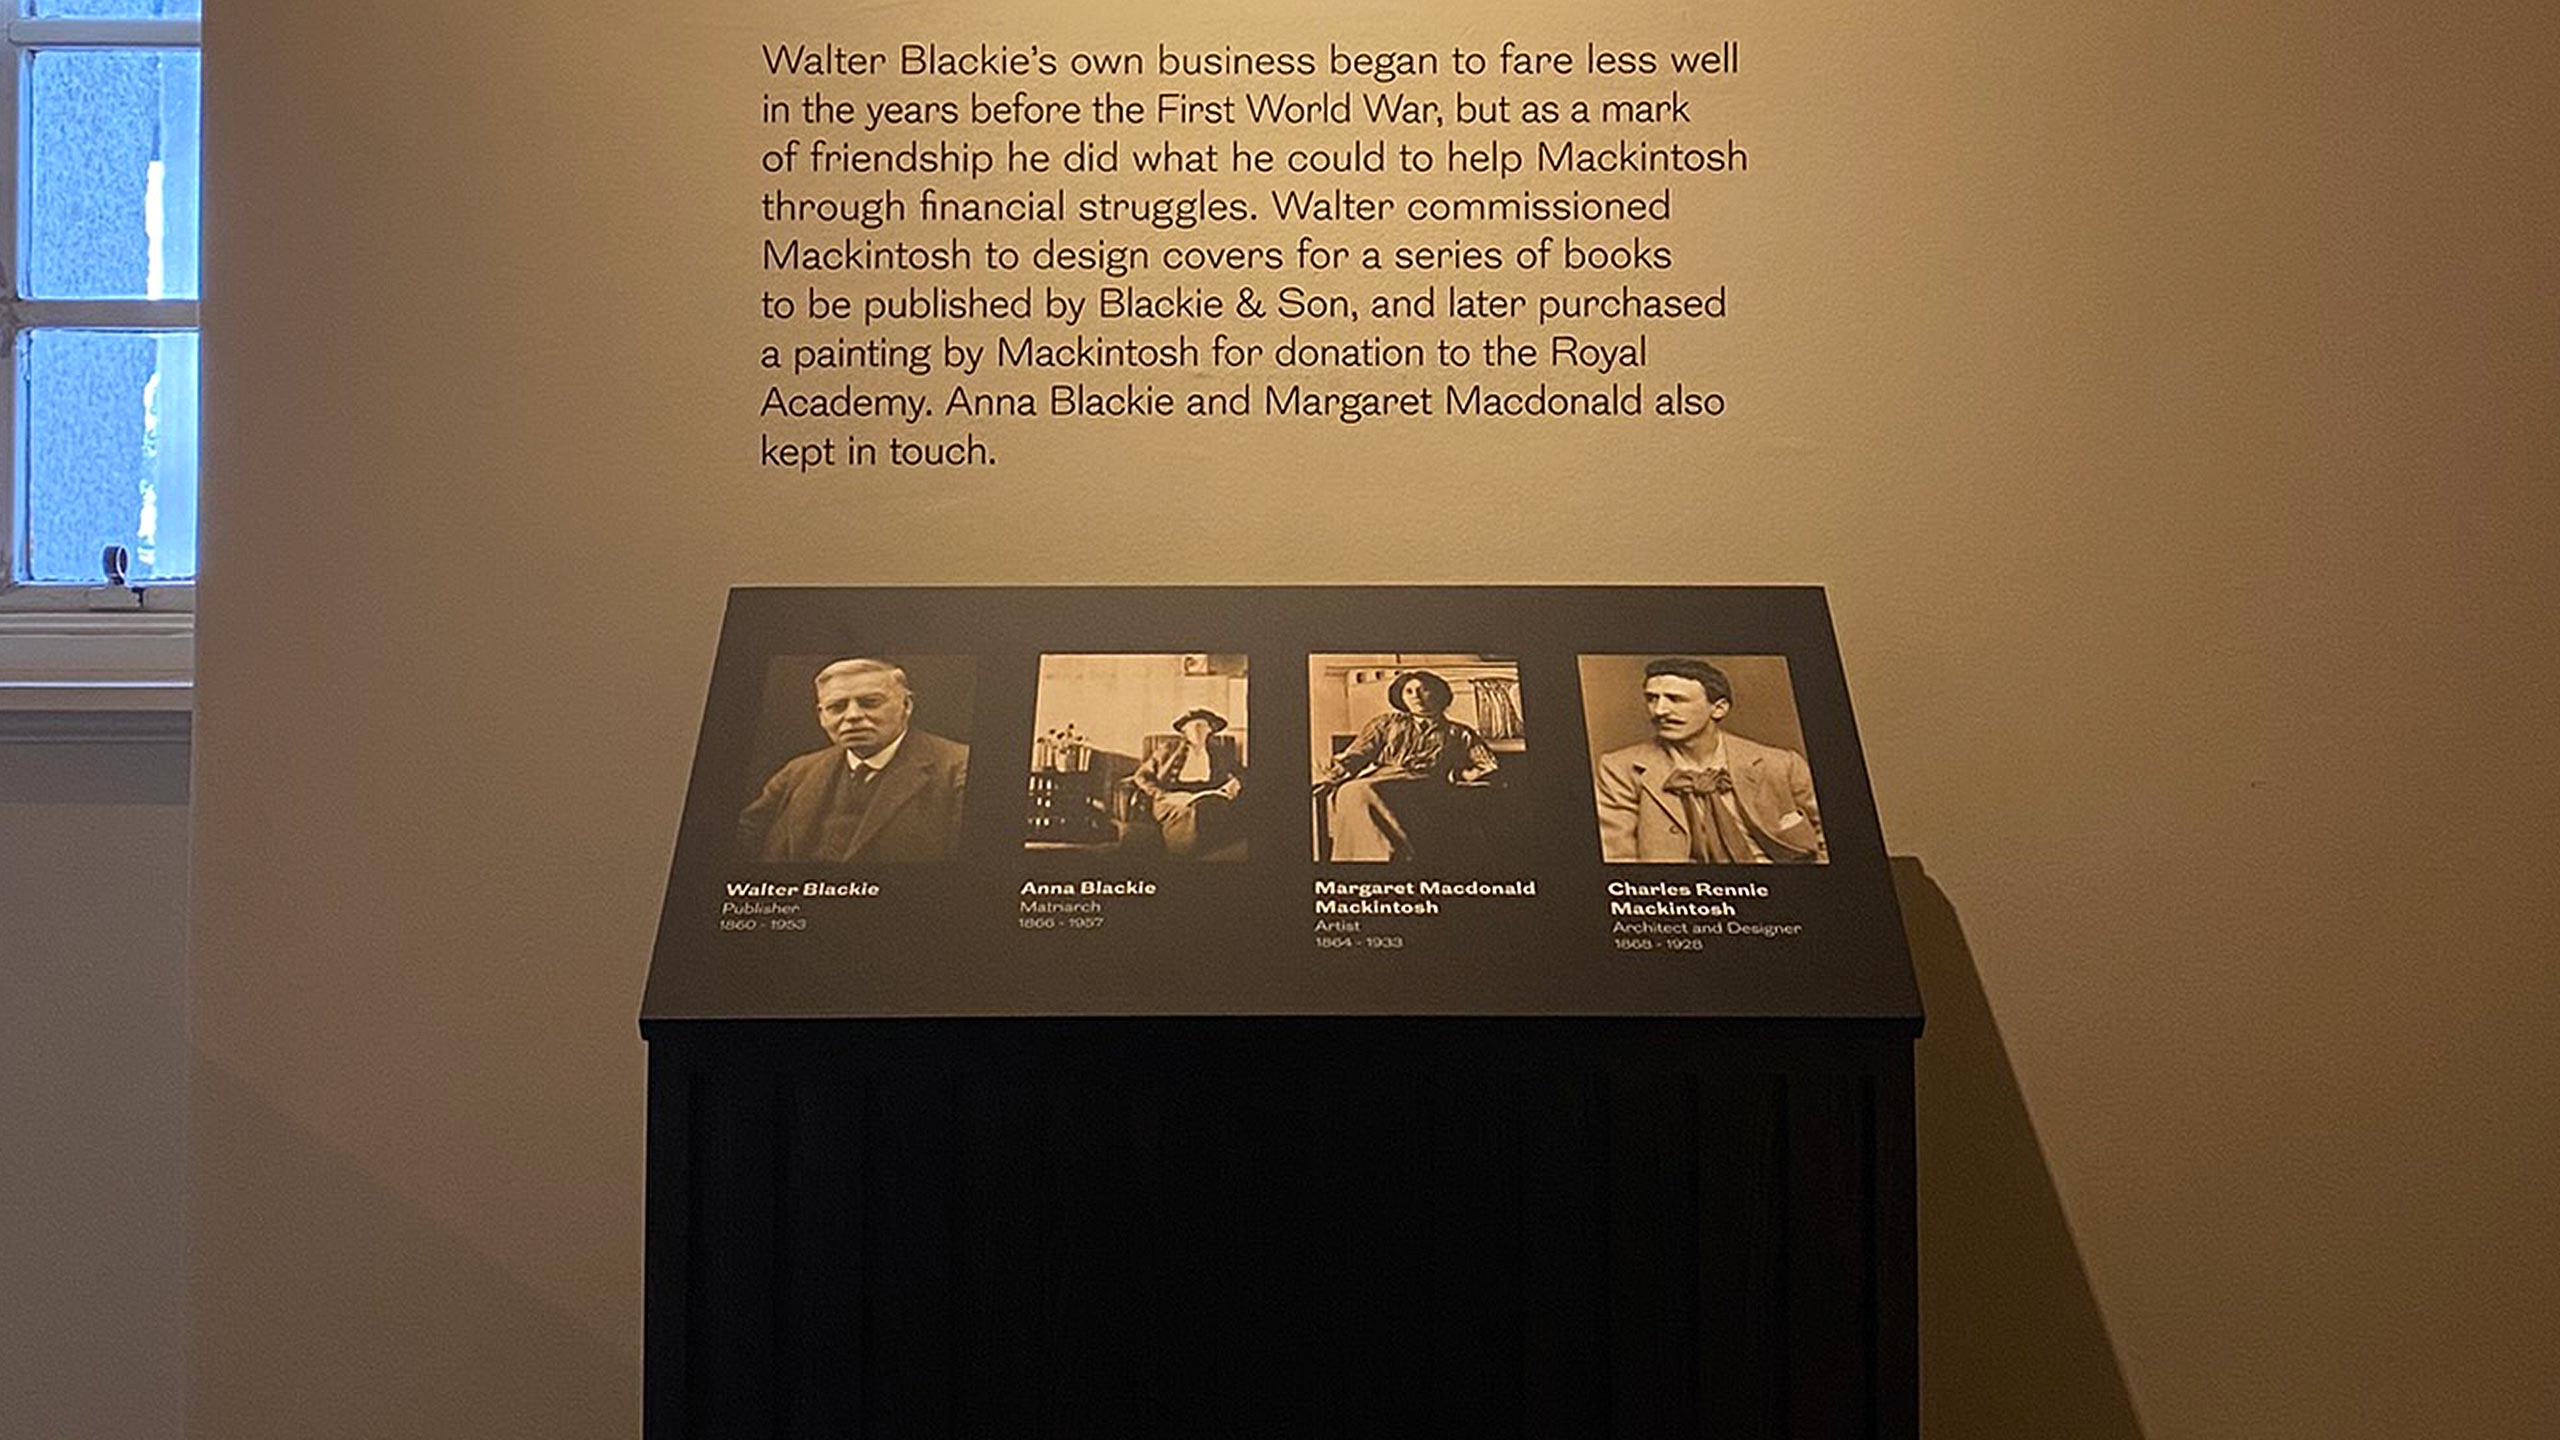 Walter Blackie's own business began to fare less well
in the years before the First World War, but as a mark
of friendship he did what he could to help Mackintosh
through financial struggles. Walter commissioned
Mackintosh to design covers for a series of books
to be published by Blackie & Son, and later purchased
a painting by Mackintosh for donation to the Royal
Academy. Anna Blackie and Margaret Macdonald also
kept in touch.
Walter Blackie
Publisher
1860 - 1953
Anna Blackie
Matriarch
1866 - 1957
Margaret Macdonald
Mackintosh
Artist
1864 - 1933
Charles Rennie
Mackintosh
Architect and Designer
1868 - 1928